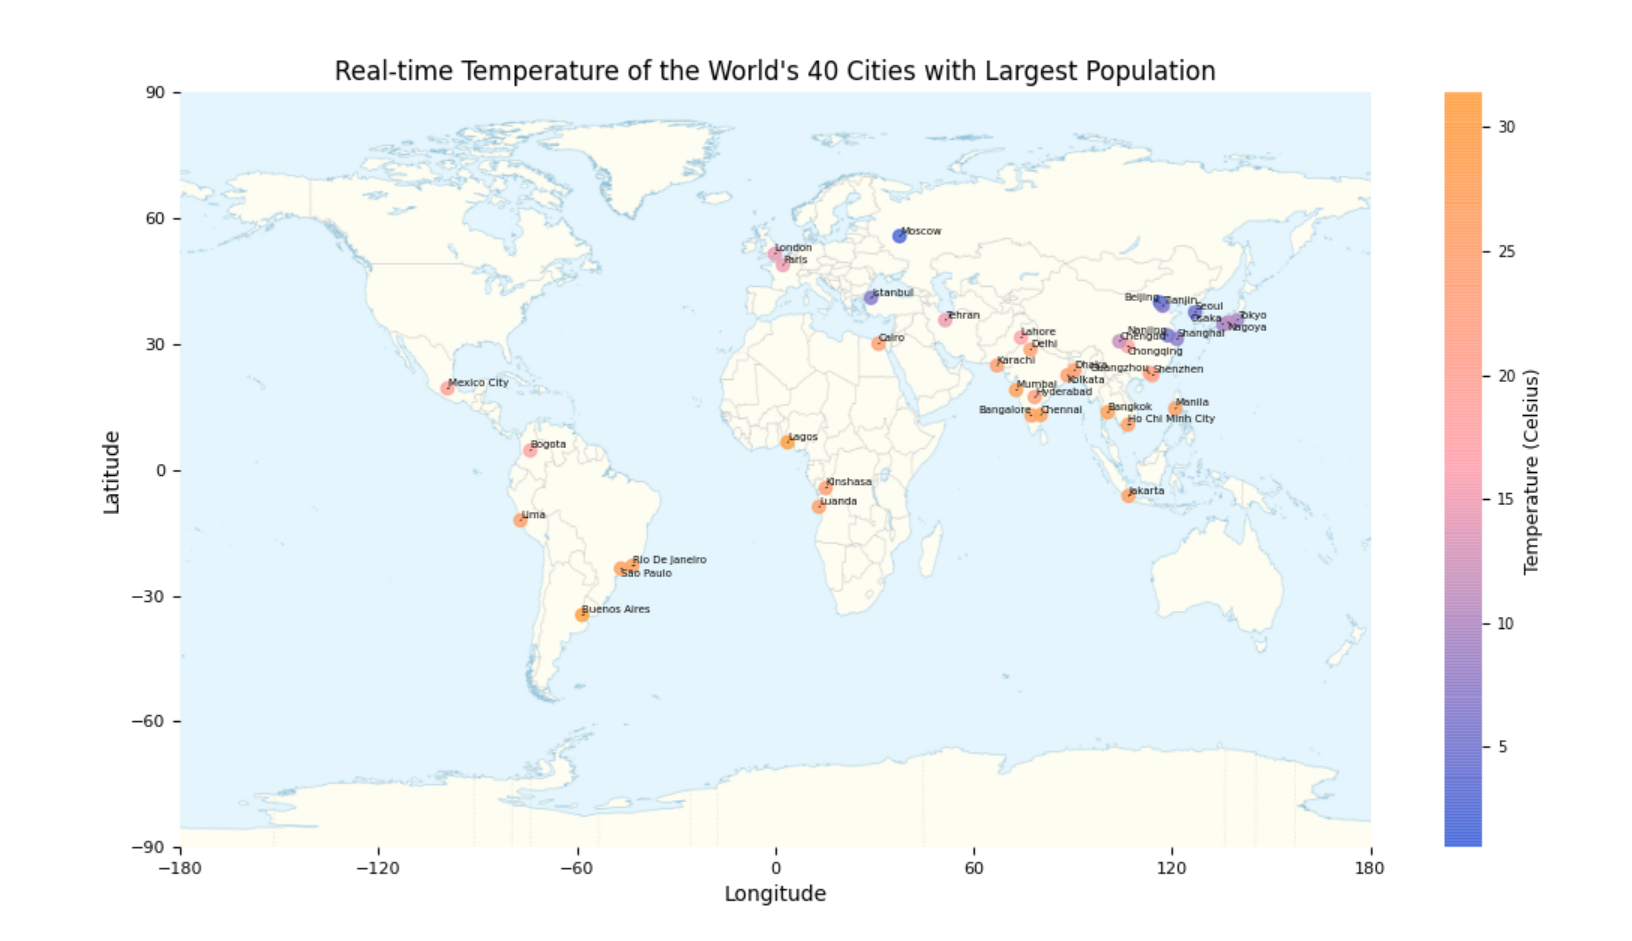 Real-time Temperature of the World's 40 Cities with Largest Population
90
60
30
0
−30
−60
−90
Latitude
Moscow
London
Paris
Istanbul
Beijing
Tianjin
Seoul
Tehran
Osaka
Tokyo
Nagoya
Lahore
Nanjing
Shanghai
Cairo
Chengdu
Delhi
Chongqing
Karachi
Dhaka
Guangzhou
Shenzhen
Kolkata
Mexico City
Mumbai
Hyderabad
Manila
Bangalore
Chennai
Bangkok
Ho Chi Minh City
Lagos
Bogota
Kinshasa
Jakarta
Luanda
Lima
Rio De Janeiro
São Paulo
Buenos Aires
−180
−120
−60
0
60
120
180
Longitude
30
25
20
15
10
5
Temperature (Celsius)